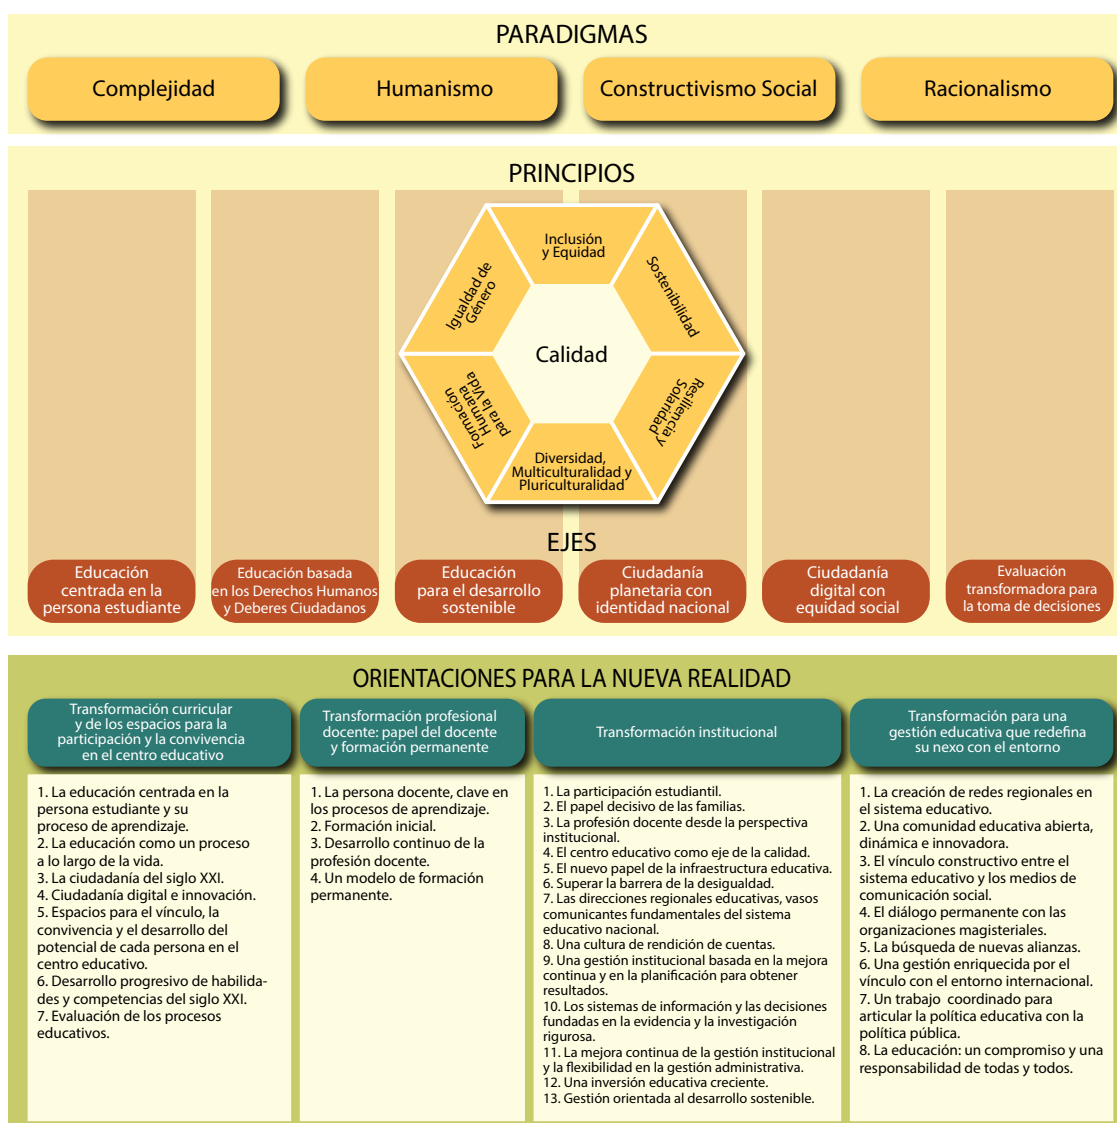 PARADIGMAS
Complejidad
Humanismo
Constructivismo Social
Racionalismo
PRINCIPIOS
Inclusión
y Equidad
Sostenibilidad
Resiliencia y
Solaridad
Diversidad,
Multiculturalidad y
Pluriculturalidad
Formación
Humana
para la Vida
Igualdad de
Género
Calidad
EJES
Educación
centrada en la
persona estudiante
Educación basada
en los Derechos Humanos
y Deberes Ciudadanos
Educación
para el desarrollo
sostenible
Ciudadanía
planetaria con
identidad nacional
Ciudadanía
digital con
equidad social
Evaluación
transformadora para
la toma de decisiones
ORIENTACIONES PARA LA NUEVA REALIDAD
Transformación curricular
y de los espacios para la
participación y la convivencia
en el centro educativo
1. La educación centrada en la
persona estudiante y su
proceso de aprendizaje.
2. La educación como un proceso
a lo largo de la vida.
3. La ciudadanía del siglo XXI.
4. Ciudadanía digital e innovación.
5. Espacios para el vínculo, la
convivencia y el desarrollo del
potencial de cada persona en el
centro educativo.
6. Desarrollo progresivo de habilida-
des y competencias del siglo XXI.
7. Evaluación de los procesos
educativos.
Transformación profesional
docente: papel del docente
y formación permanente
1. La persona docente, clave en
los procesos de aprendizaje.
2. Formación inicial.
3. Desarrollo continuo de la
profesión docente.
4. Un modelo de formación
permanente.
Transformación institucional
1. La participación estudiantil.
2. El papel decisivo de las familias.
3. La profesión docente desde la perspectiva
institucional.
4. El centro educativo como eje de la calidad.
5. El nuevo papel de la infraestructura educativa.
6. Superar la barrera de la desigualdad.
7. Las direcciones regionales educativas, vasos
comunicantes fundamentales del sistema
educativo nacional.
8. Una cultura de rendición de cuentas.
9. Una gestión institucional basada en la mejora
continua y en la planificación para obtener
resultados.
10. Los sistemas de información y las decisiones
fundadas en la evidencia y la investigación
rigurosa.
11. La mejora continua de la gestión institucional
y la flexibilidad en la gestión administrativa.
12. Una inversión educativa creciente.
13. Gestión orientada al desarrollo sostenible.
Transformación para una
gestión educativa que redefina
su nexo con el entorno
1. La creación de redes regionales en
el sistema educativo.
2. Una comunidad educativa abierta,
dinámica e innovadora.
3. El vínculo constructivo entre el
sistema educativo y los medios de
comunicación social.
4. El diálogo permanente con las
organizaciones magisteriales.
5. La búsqueda de nuevas alianzas.
6. Una gestión enriquecida por el
vínculo con el entorno internacional.
7. Un trabajo coordinado para
articular la política educativa con la
política pública.
8. La educación: un compromiso y una
responsabilidad de todas y todos.